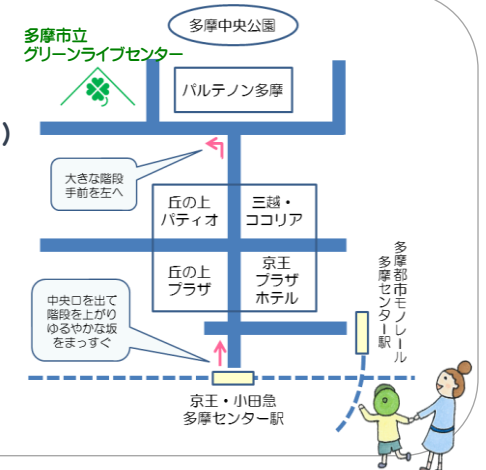 多摩中央公園
多摩市立
グリーンライブセンター
パルテノン多摩
)
大きな階段
手前を左へ
丘の上
パティオ
三越・
ココリア
丘の上
プラザ
京王
プラザ
ホテル
中央口を出て
階段を上がり
ゆるやかな坂
をまっすぐ
多摩都市モノレール
多摩センター駅
京王・小田急
多摩センター駅